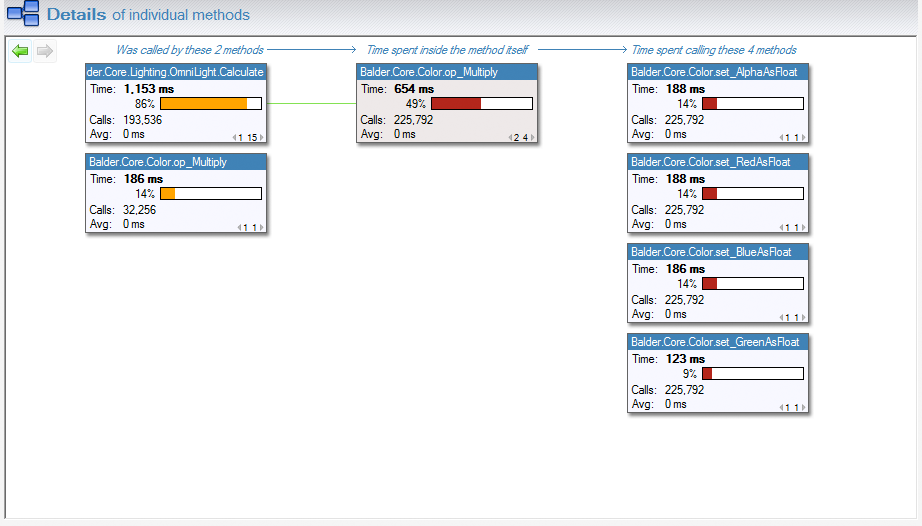 Details of individual methods
Was called by these 2 methods
Time spent inside the method itself
Time spent calling these 4 methods
der.Core.Lighting.OmniLight.Calculate
Time: 1,153 ms
86%
Calls: 193,536
Avg: 0 ms
1 15
Balder.Core.Color.op_Multiply
Time: 186 ms
14%
Calls: 32,256
Avg: 0 ms
1 1
Balder.Core.Color.op_Multiply
Time: 654 ms
49%
Calls: 225,792
Avg: 0 ms
2 4
Balder.Core.Color.set_AlphaAsFloat
Time: 188 ms
14%
Calls: 225,792
Avg: 0 ms
1 1
Balder.Core.Color.set_RedAsFloat
Time: 188 ms
14%
Calls: 225,792
Avg: 0 ms
1 1
Balder.Core.Color.set_BlueAsFloat
Time: 186 ms
14%
Calls: 225,792
Avg: 0 ms
1 1
Balder.Core.Color.set_GreenAsFloat
Time: 123 ms
9%
Calls: 225,792
Avg: 0 ms
1 1